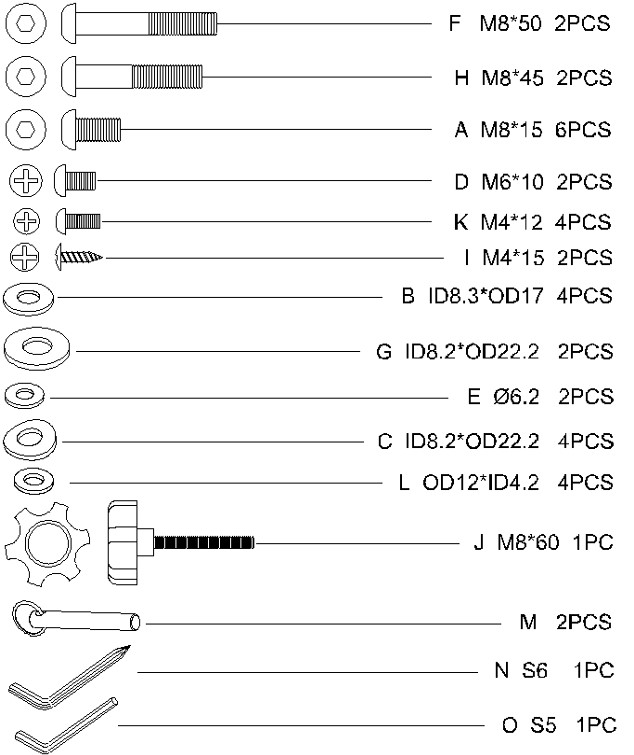 F M8*50 2PCS
H M8*45 2PCS
A M8*15 6PCS
D M6*10 2PCS
K M4*12 4PCS
I M4*15 2PCS
B ID8.3*OD17 4PCS
G ID8.2*OD22.2 2PCS
E Ø6.2 2PCS
C ID8.2*OD22.2 4PCS
L OD12*ID4.2 4PCS
J M8*60 1PC
M 2PCS
N S6 1PC
O S5 1PC